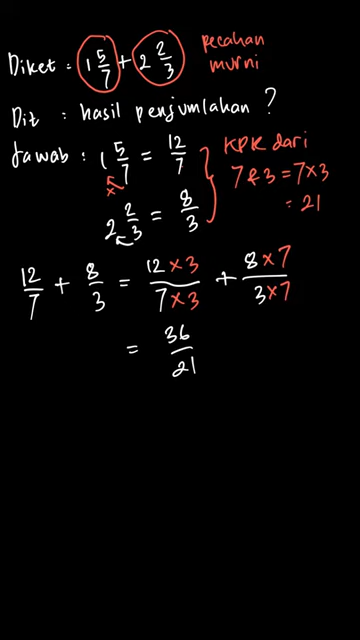 Diket = 1 5/7 + 2 2/3 pecahan murni
Dit : hasil penjumlahan ?
Jawab : 1 5/7 = 12/7 KPK dari
× 7 & 3 = 7×3
2 2/3 = 8/3 = 21
12/7 + 8/3 = 12 × 3/7 × 3 + 8 × 7/3 × 7
= 36/21